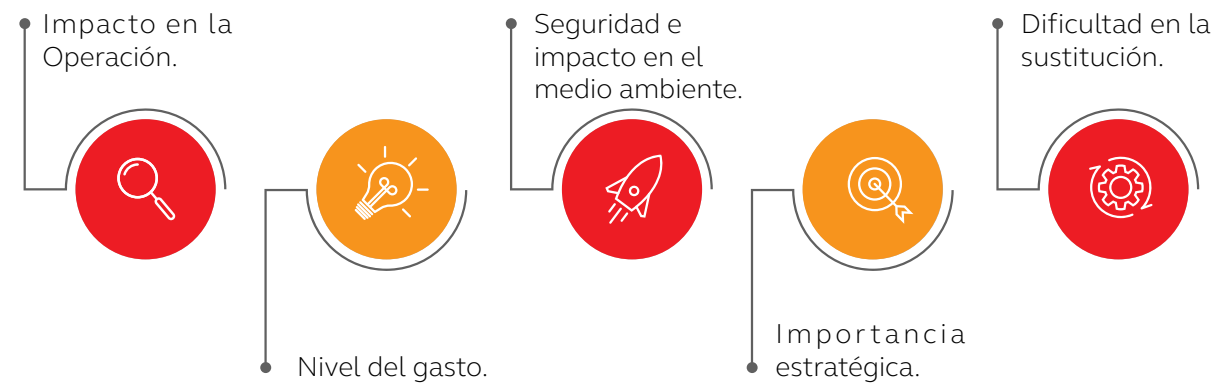 Impacto en la
Operación.
Nivel del gasto.
Seguridad e
impacto en el
medio ambiente.
Importancia
estratégica.
Dificultad en la
sustitución.